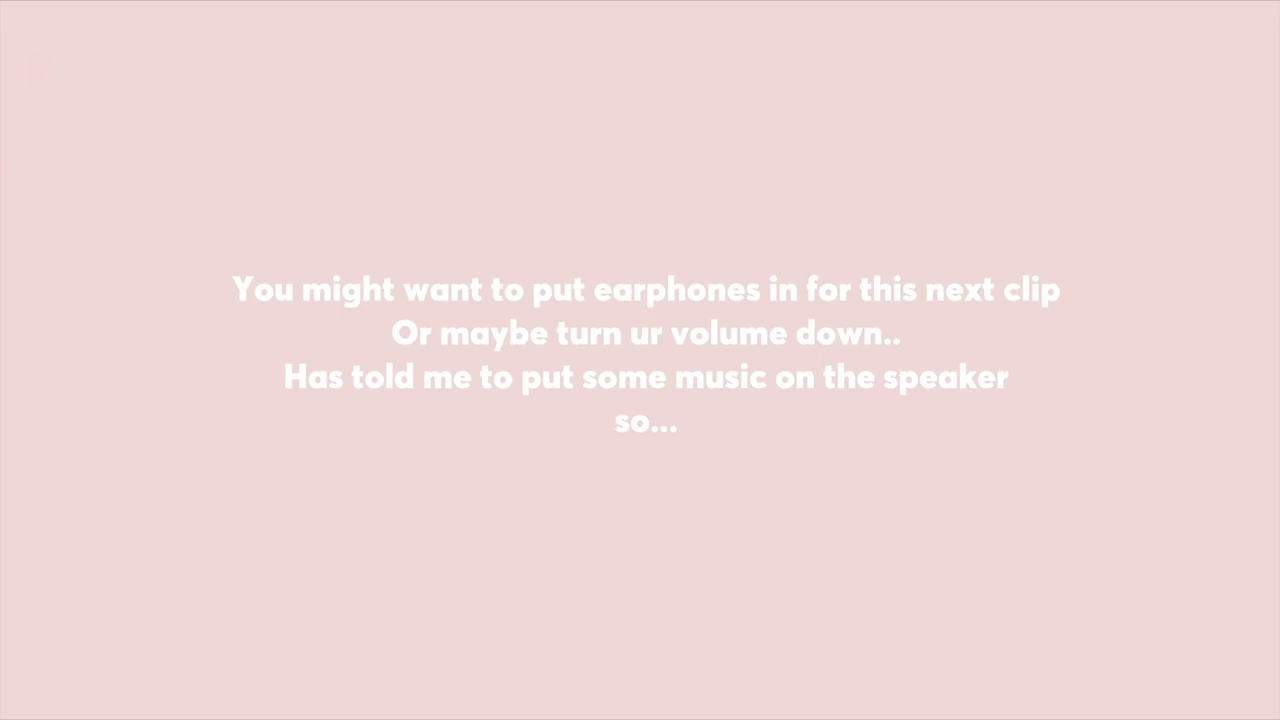 You might want to put earphones in for this next clip
Or maybe turn ur volume down..
Has told me to put some music on the speaker
so...